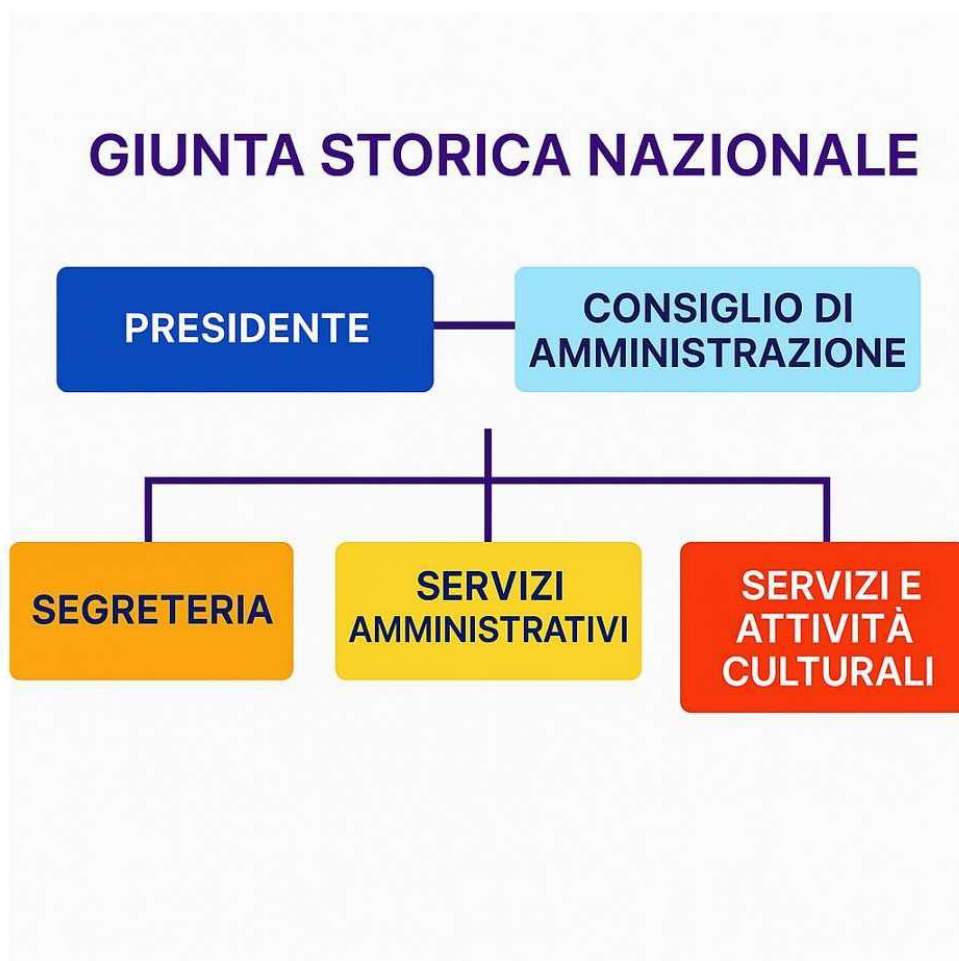 GIUNTA STORICA NAZIONALE
PRESIDENTE
CONSIGLIO DI
AMMINISTRAZIONE
SEGRETERIA
SERVIZI
AMMINISTRATIVI
SERVIZI E
ATTIVITÀ
CULTURALI